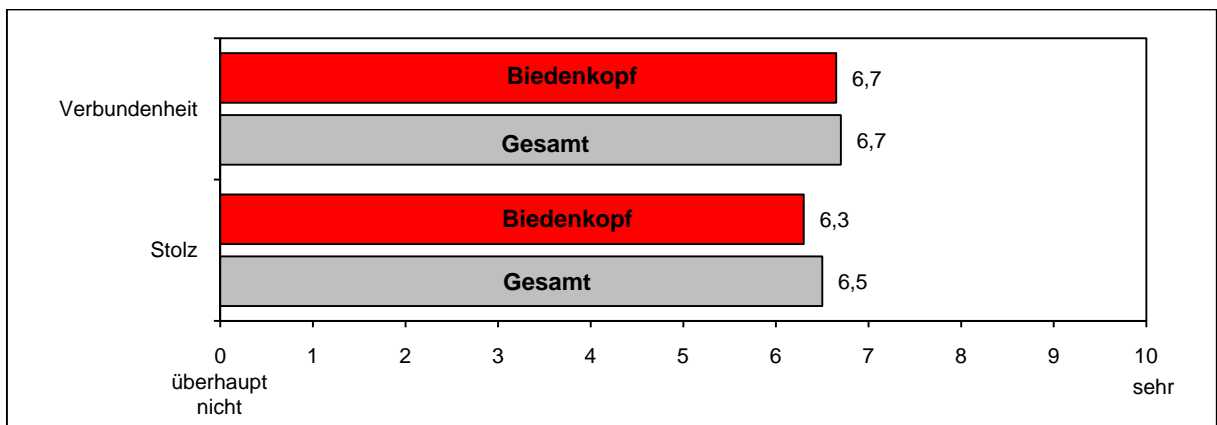 Biedenkopf 6,7
Verbundenheit
Gesamt 6,7
Biedenkopf 6,3
Stolz
Gesamt 6,5
0 1 2 3 4 5 6 7 8 9 10
überhaupt sehr
nicht